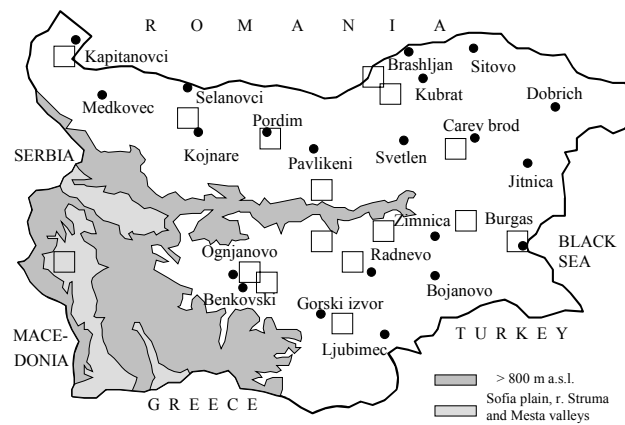 R O M A N I A
Kapitanovci
Brashljan
Sitovo
Kubrat
Medkovec
Selanovci
Dobrich
Pordim
Carev brod
Kojnare
Pavlikeni
Svetlen
SERBIA
Jitnica
Zimnica
Burgas
Ognjanovo
Radnevo
BLACK
SEA
Benkovski
Bojanovo
Gorski izvor
MACE-
DONIA
Ljubimec
T U R K E Y
> 800 m a.s.l.
G R E E C E
Sofia plain, r. Struma
and Mesta valleys